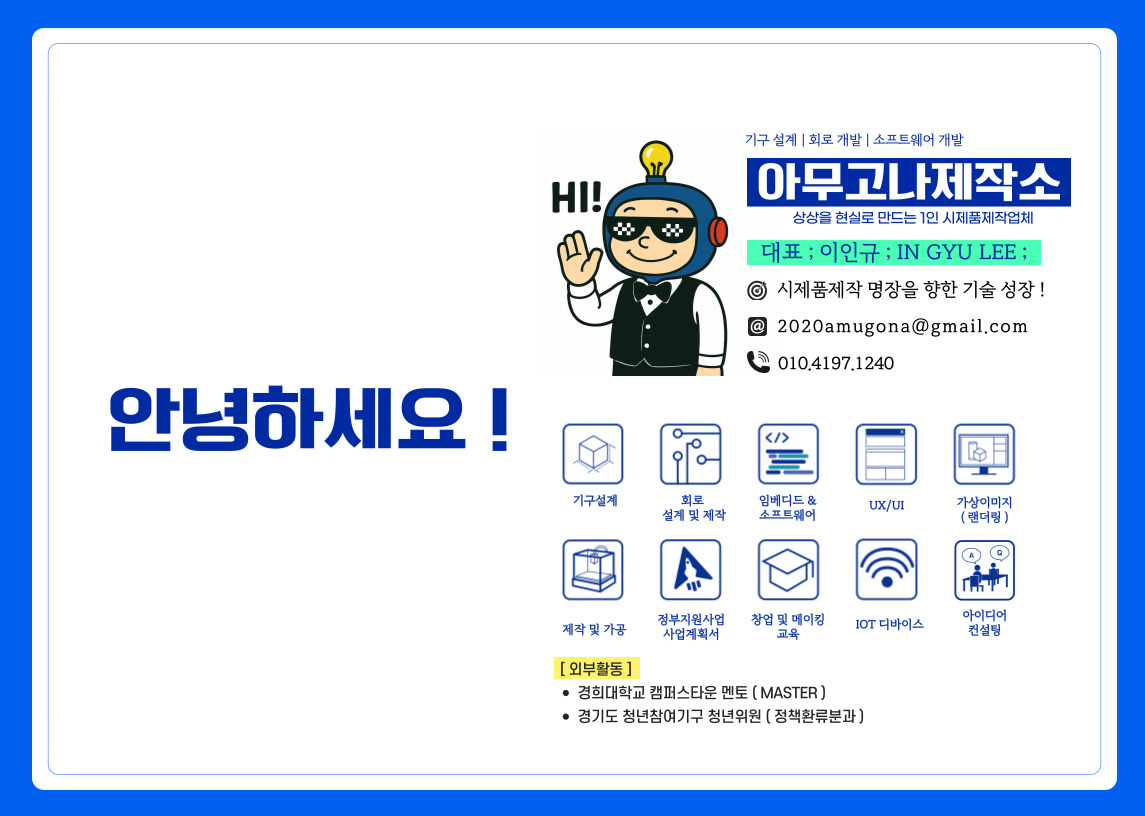 안녕하세요 !
HI!
기구 설계 | 회로 개발 | 소프트웨어 개발
아무고나제작소
상상을 현실로 만드는 1인 시제품제작업체
대표 ; 이인규 ; IN GYU LEE ;
시제품제작 명장을 향한 기술 성장 !
@ 2020amugona@gmail.com
010.4197.1240
</>
기구설계
회로
설계 및 제작
임베디드 &
소프트웨어
UX/UI
가상이미지
( 랜더링 )
A
Q
제작 및 가공
정부지원사업
사업계획서
창업 및 메이킹
교육
IOT 디바이스
아이디어
컨설팅
[ 외부활동 ]
• 경희대학교 캠퍼스타운 멘토 ( MASTER )
• 경기도 청년참여기구 청년위원 ( 정책환류분과 )